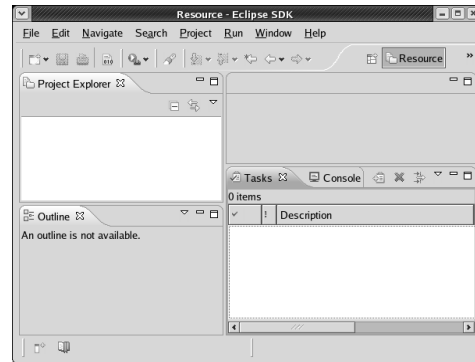 Resource - Eclipse SDK
File Edit Navigate Search Project Run Window Help
Resource »
Project Explorer
Tasks Console
0 items
! Description
Outline
An outline is not available.